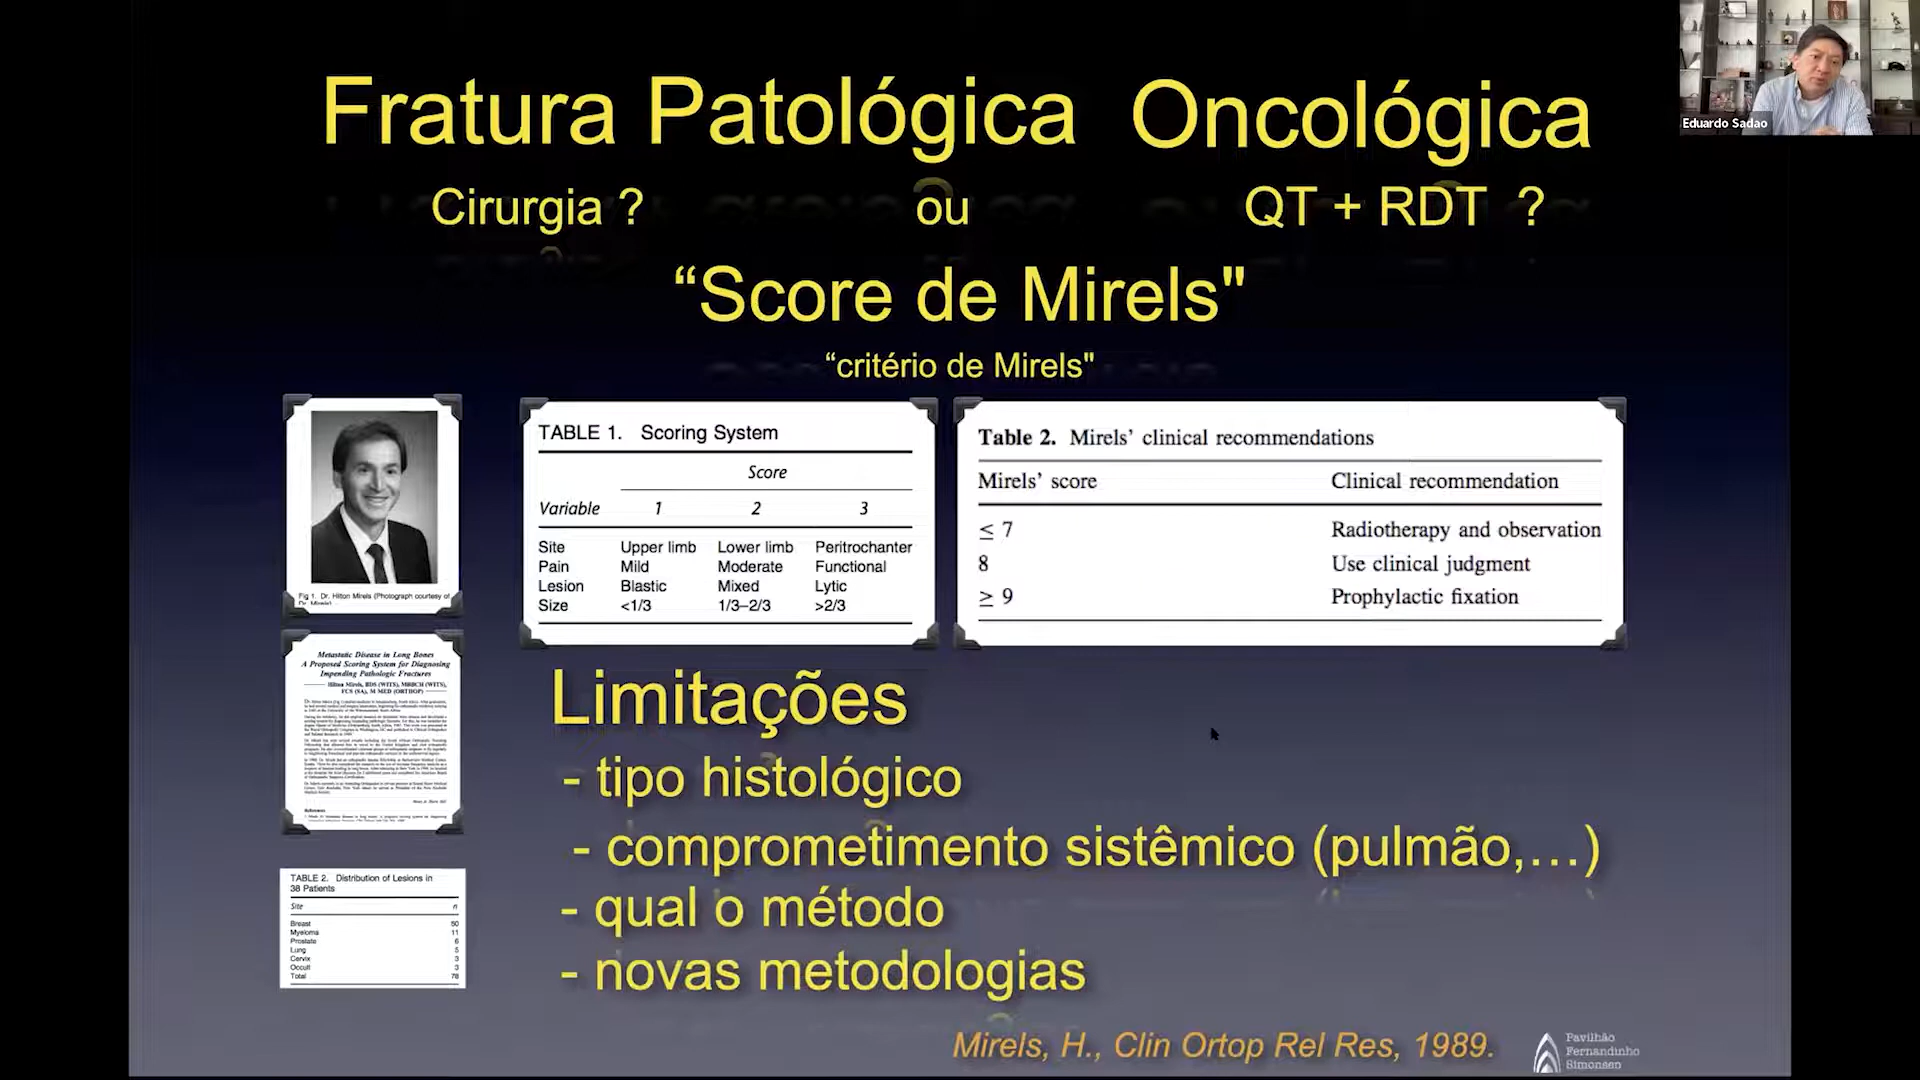 Eduardo Sadao
Fratura Patológica Oncológica
Cirurgia ? ou QT + RDT ?
“Score de Mirels"
“critério de Mirels"
Fig 1. Dr. Hilton Mirels (Photograph courtesy of
Dr. Mirels)
TABLE 1. Scoring System
Score
Variable 1 2 3
Site Upper limb Lower limb Peritrochanter
Pain Mild Moderate Functional
Lesion Blastic Mixed Lytic
Size <1/3 1/3–2/3 >2/3
Table 2. Mirels’ clinical recommendations
Mirels’ score Clinical recommendation
≤ 7 Radiotherapy and observation
8 Use clinical judgment
≥ 9 Prophylactic fixation
Metastatic Disease in Long Bones
A Proposed Scoring System for Diagnosing
Impending Pathologic Fractures
Hilton Mirels, BDS (WITS), MBBCH (WITS),
FCS (SA), M MED (ORTHOP)
TABLE 2. Distribution of Lesions in
38 Patients
Site n
Breast 50
Myeloma 11
Prostate 6
Lung 5
Cervix 3
Occult 3
Total 78
Limitações
- tipo histológico
- comprometimento sistêmico (pulmão,…)
- qual o método
- novas metodologias
Mirels, H., Clin Ortop Rel Res, 1989.
Pavilhão
Fernandinho
Simonsen